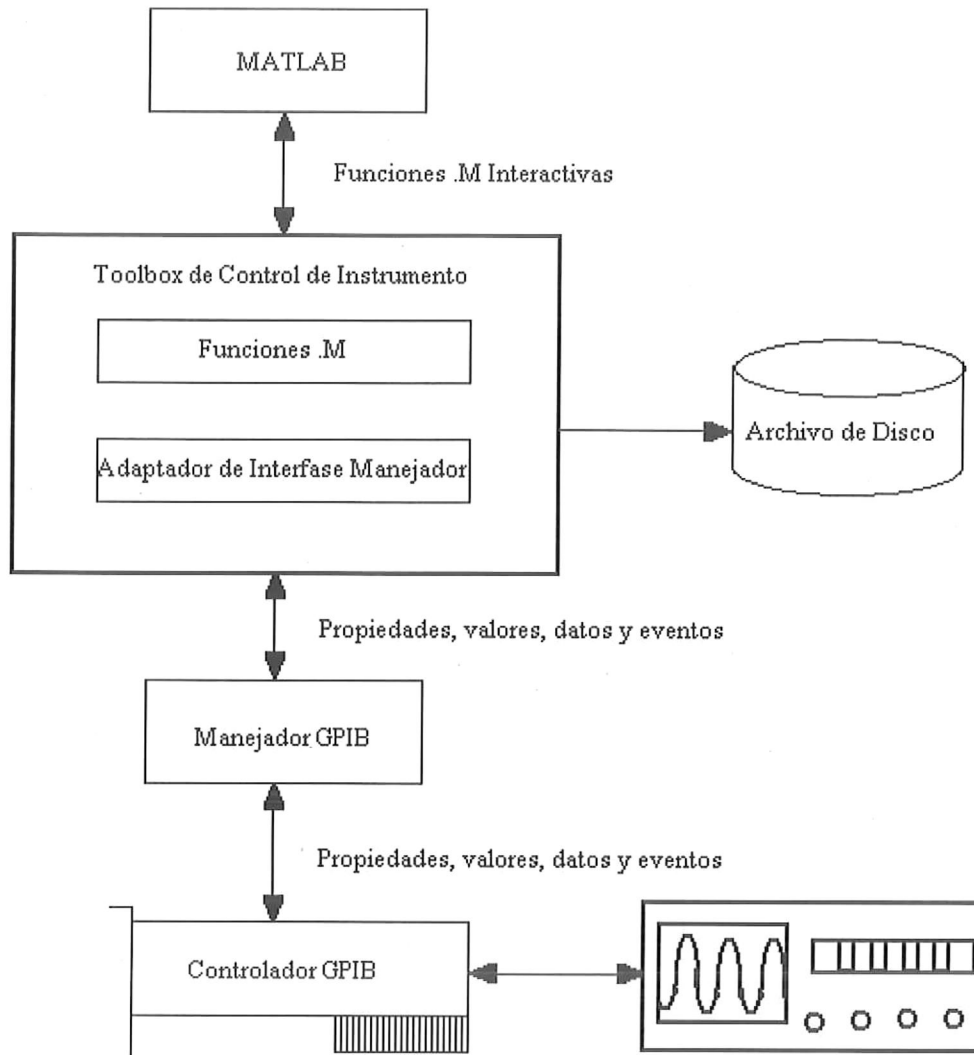 MATLAB
Funciones .M Interactivas
Toolbox de Control de Instrumento
Funciones .M
Adaptador de Interfase Manejador
Archivo de Disco
Propiedades, valores, datos y eventos
Manejador GPIB
Propiedades, valores, datos y eventos
Controlador GPIB